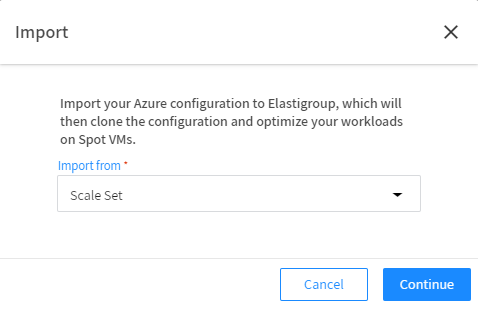 Import
Import your Azure configuration to Elastigroup, which will
then clone the configuration and optimize your workloads
on Spot VMs.
Import from *
Scale Set
Cancel
Continue